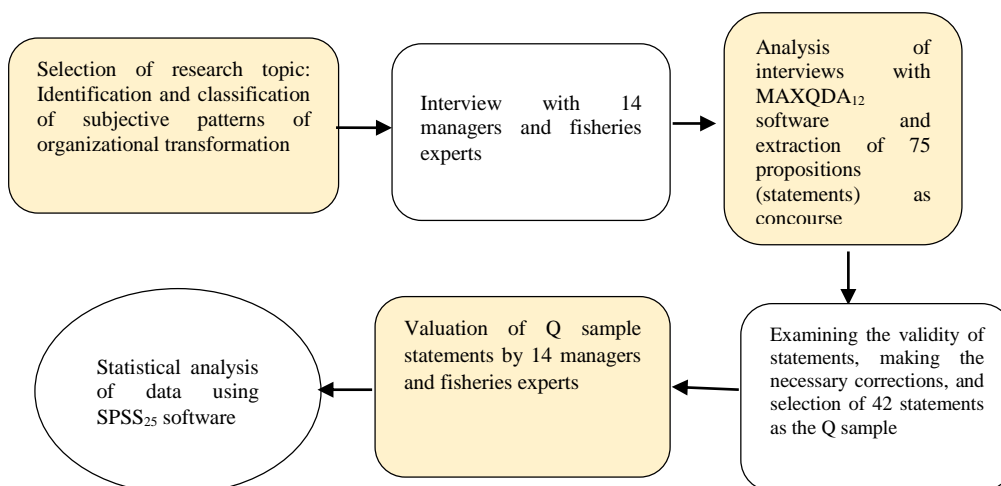 Selection of research topic:
Identification and classification
of subjective patterns of
organizational transformation
Interview with 14
managers and fisheries
experts
Analysis of
interviews with
MAXQDA12
software and
extraction of 75
propositions
(statements) as
concourse
Examining the validity of
statements, making the
necessary corrections, and
selection of 42 statements
as the Q sample
Valuation of Q sample
statements by 14 managers
and fisheries experts
Statistical analysis
of data using
SPSS25 software